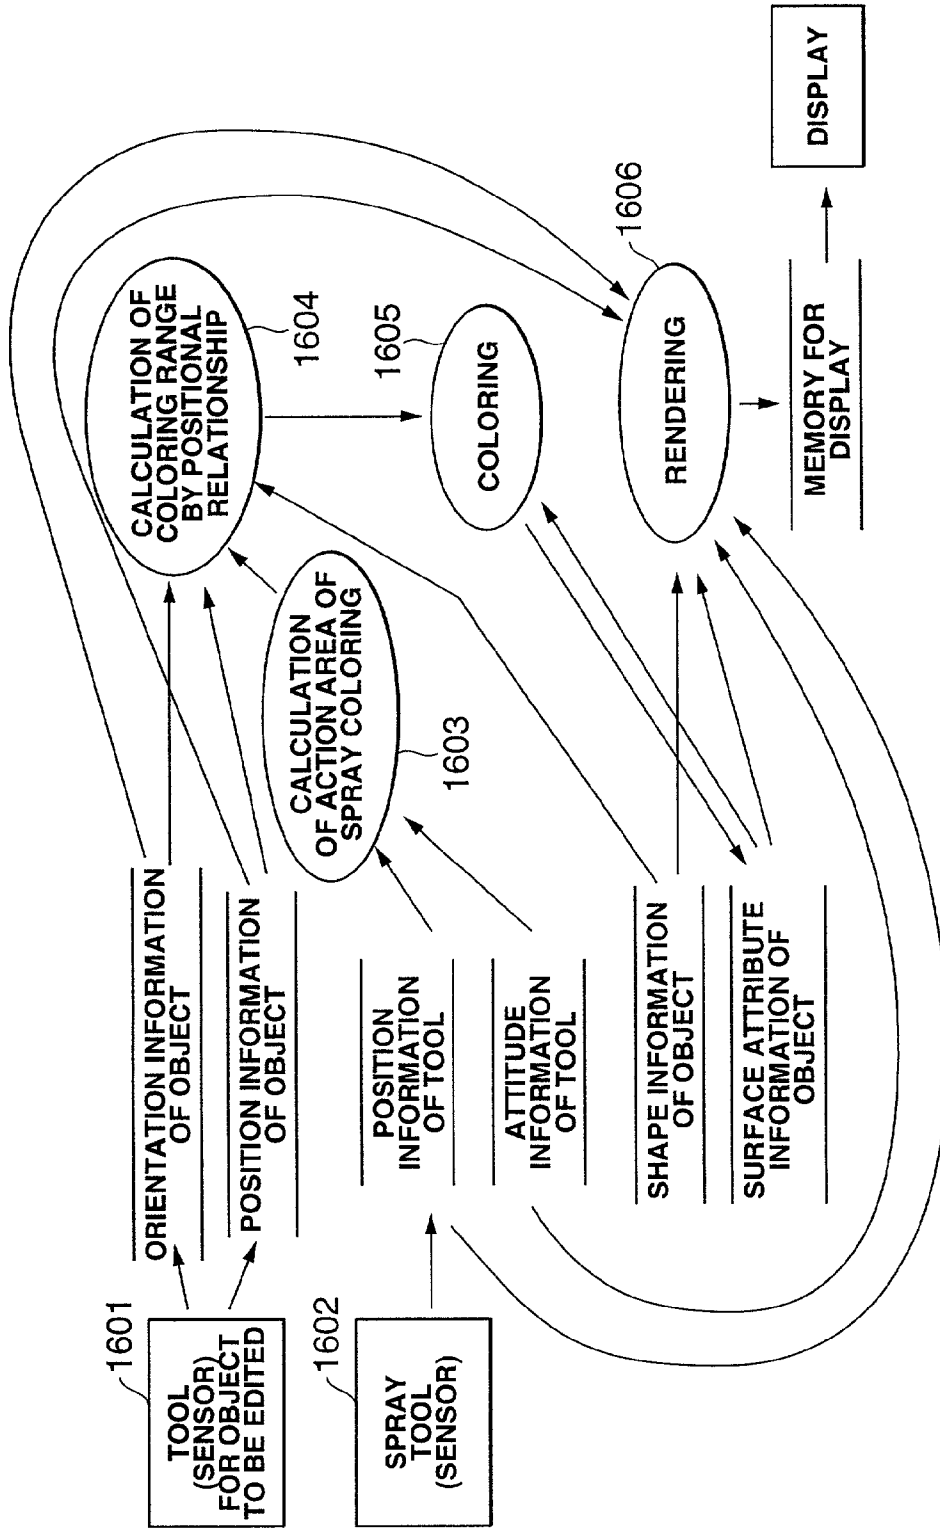 1601
TOOL
(SENSOR)
FOR OBJECT
TO BE EDITED
1602
SPRAY
TOOL
(SENSOR)
ORIENTATION INFORMATION
OF OBJECT
POSITION INFORMATION
OF OBJECT
POSITION
INFORMATION
OF TOOL
ATTITUDE
INFORMATION
OF TOOL
SHAPE INFORMATION
OF OBJECT
SURFACE ATTRIBUTE
INFORMATION OF
OBJECT
CALCULATION
OF ACTION AREA OF
SPRAY COLORING
1603
CALCULATION OF
COLORING RANGE
BY POSITIONAL
RELATIONSHIP
1604
1605
COLORING
1606
RENDERING
MEMORY FOR
DISPLAY
DISPLAY